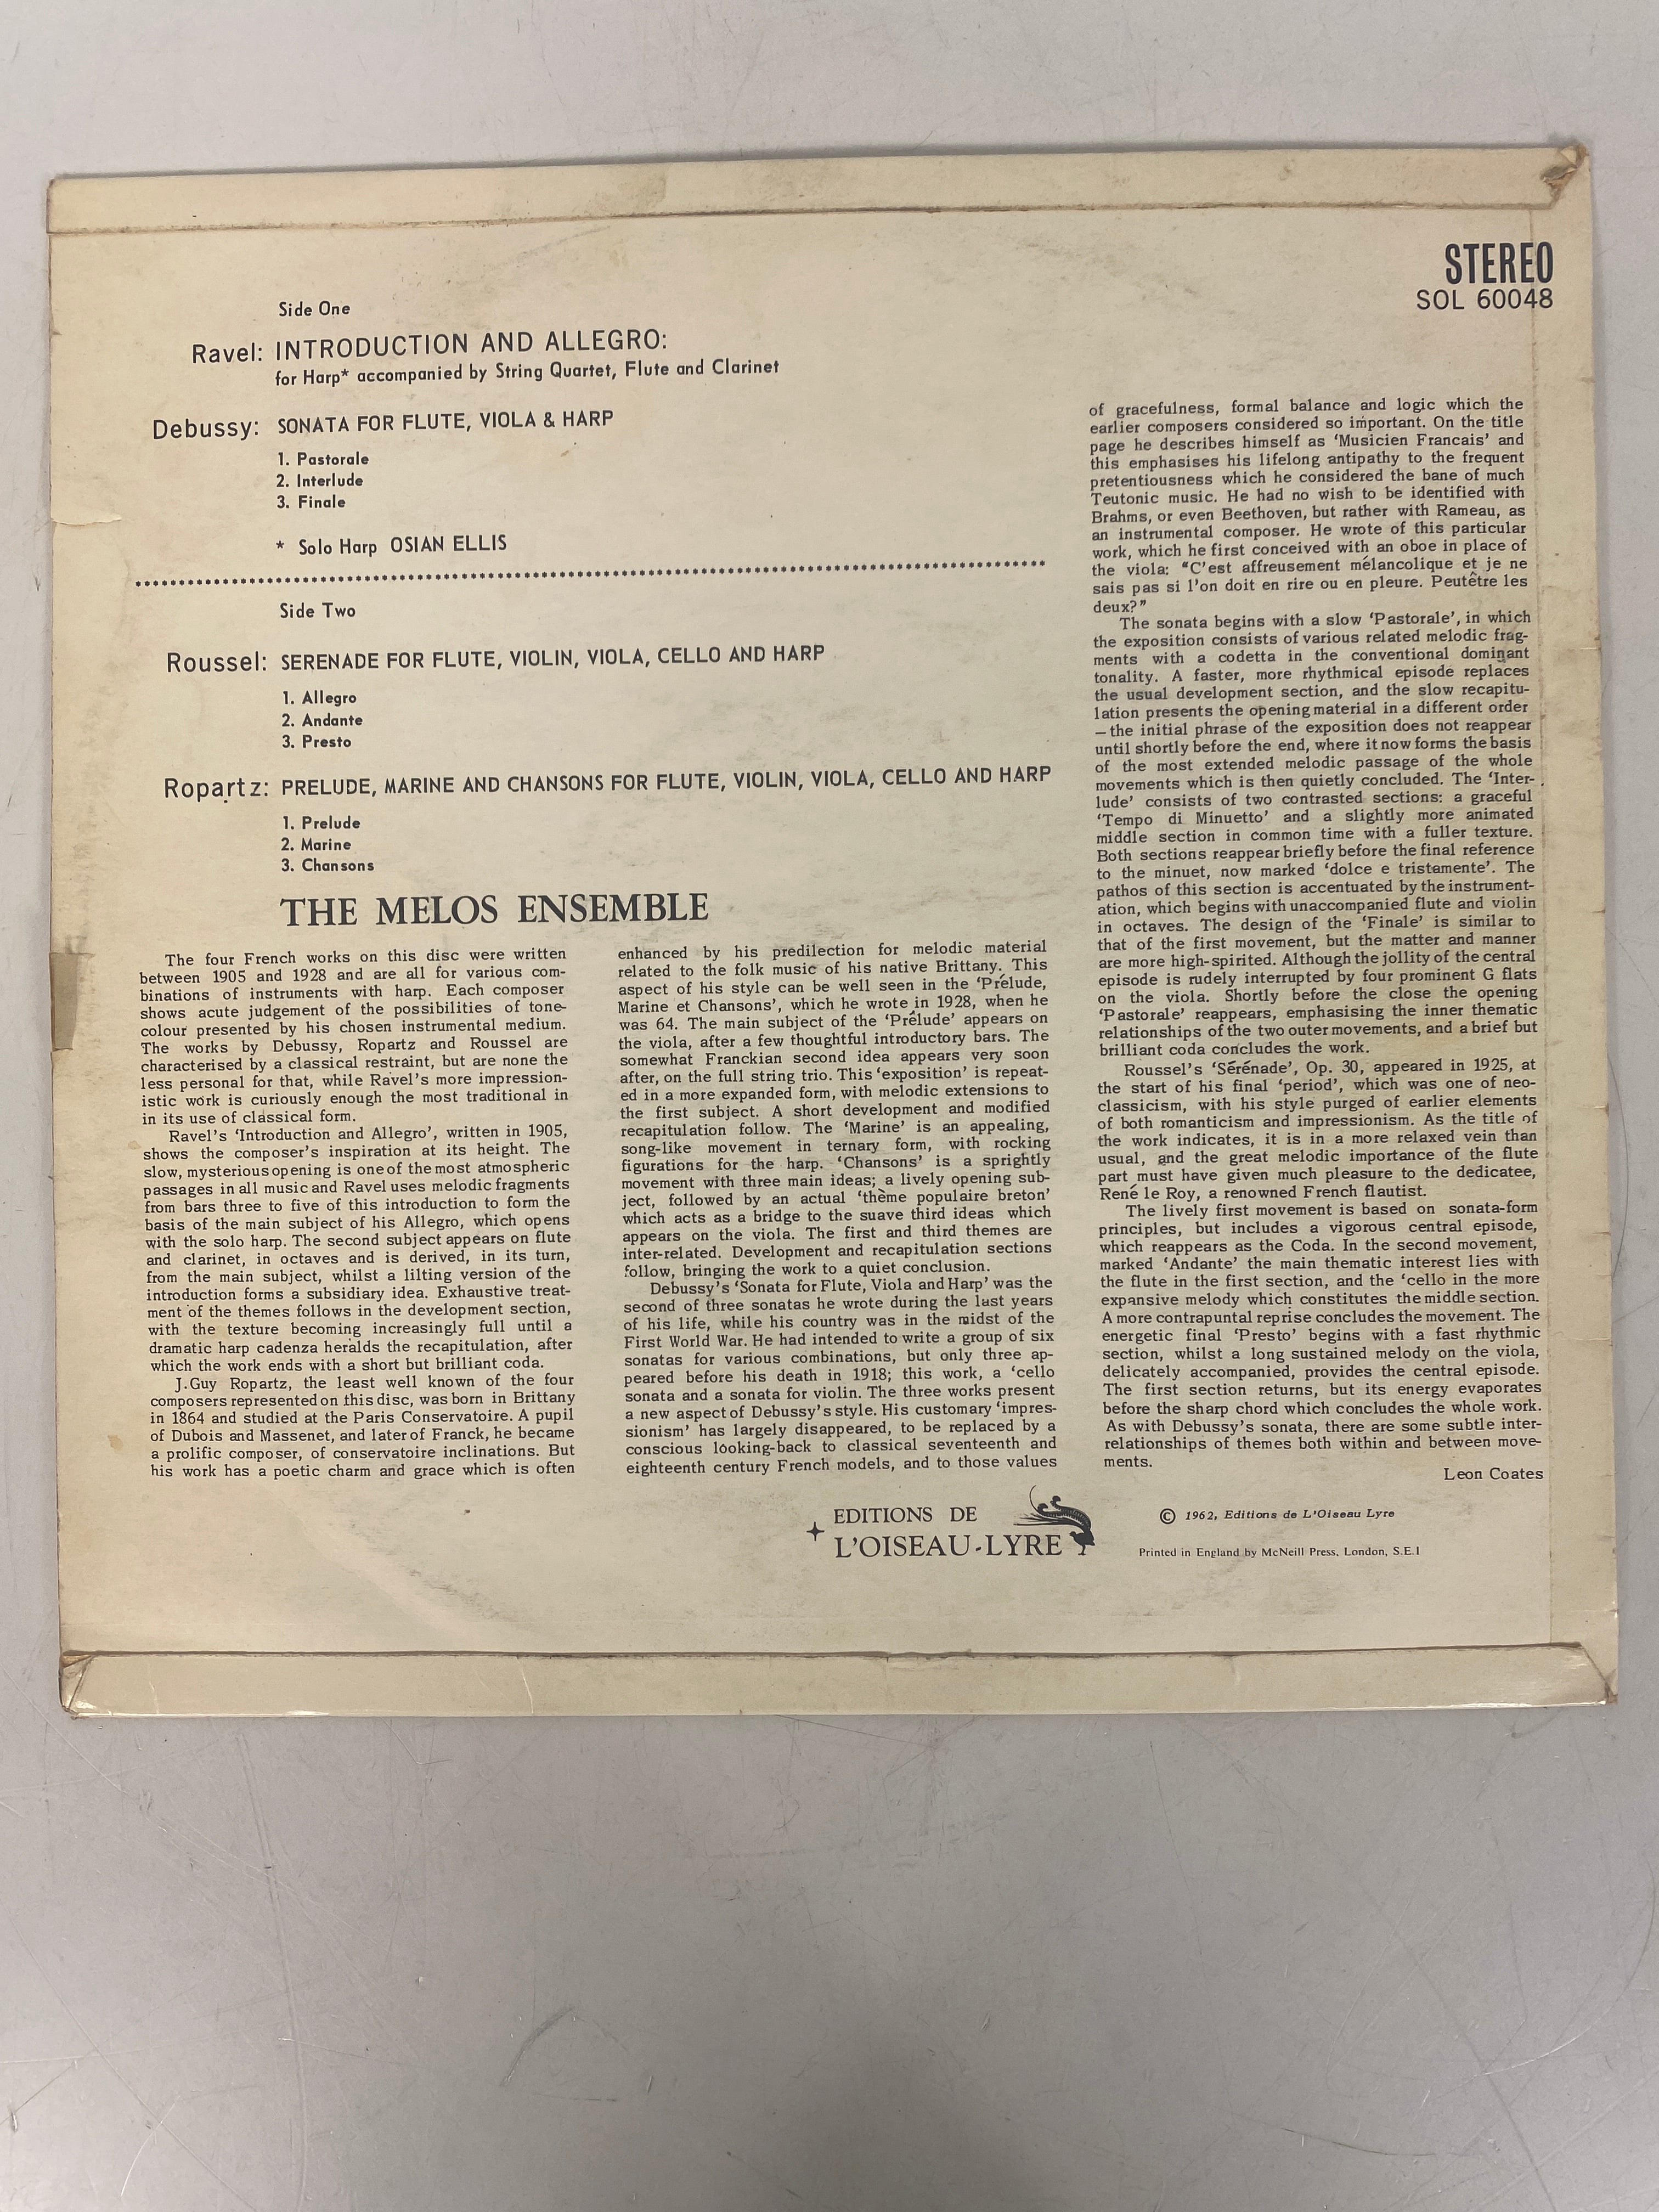 STEREO
SOL 60048
Side One
Ravel: INTRODUCTION AND ALLEGRO:
for Harp* accompanied by String Quartet, Flute and Clarinet
Debussy: SONATA FOR FLUTE, VIOLA & HARP
1. Pastorale
2. Interlude
3. Finale
* Solo Harp OSIAN ELLIS
Side Two
Roussel: SERENADE FOR FLUTE, VIOLIN, VIOLA, CELLO AND HARP
1. Allegro
2. Andante
3. Presto
Ropartz: PRELUDE, MARINE AND CHANSONS FOR FLUTE, VIOLIN, VIOLA, CELLO AND HARP
1. Prelude
2. Marine
3. Chansons
THE MELOS ENSEMBLE
The four French works on this disc were written
between 1905 and 1928 and are all for various com-
binations of instruments with harp. Each composer
shows acute judgement of the possibilities of tone-
colour presented by his chosen instrumental medium.
The works by Debussy, Ropartz and Roussel are
characterised by a classical restraint, but are none the
less personal for that, while Ravel's more impression-
istic work is curiously enough the most traditional in
in its use of classical form.
Ravel's 'Introduction and Allegro', written in 1905,
shows the composer's inspiration at its height. The
slow, mysterious opening is one of the most atmospheric
passages in all music and Ravel uses melodic fragments
from bars three to five of this introduction to form the
basis of the main subject of his Allegro, which opens
with the solo harp. The second subject appears on flute
and clarinet, in octaves and is derived, in its turn,
from the main subject, whilst a lilting version of the
introduction forms a subsidiary idea. Exhaustive treat-
ment of the themes follows in the development section,
with the texture becoming increasingly full until a
dramatic harp cadenza heralds the recapitulation, after
which the work ends with a short but brilliant coda.
J.Guy Ropartz, the least well known of the four
composers represented on this disc, was born in Brittany
in 1864 and studied at the Paris Conservatoire. A pupil
of Dubois and Massenet, and later of Franck, he became
a prolific composer, of conservatoire inclinations. But
his work has a poetic charm and grace which is often
enhanced by his predilection for melodic material
related to the folk music of his native Brittany. This
aspect of his style can be well seen in the 'Prélude,
Marine et Chansons', which he wrote in 1928, when he
was 64. The main subject of the 'Prélude' appears on
the viola, after a few thoughtful introductory bars. The
somewhat Franckian second idea appears very soon
after, on the full string trio. This 'exposition' is repeat-
ed in a more expanded form, with melodic extensions to
the first subject. A short development and modified
recapitulation follow. The 'Marine' is an appealing,
song-like movement in ternary form, with rocking
figurations for the harp. 'Chansons' is a sprightly
movement with three main ideas; a lively opening sub-
ject, followed by an actual 'thème populaire breton'
which acts as a bridge to the suave third ideas which
appears on the viola. The first and third themes are
inter-related. Development and recapitulation sections
follow, bringing the work to a quiet conclusion.
Debussy's 'Sonata for Flute, Viola and Harp' was the
second of three sonatas he wrote during the last years
of his life, while his country was in the midst of the
First World War. He had intended to write a group of six
sonatas for various combinations, but only three ap-
peared before his death in 1918; this work, a 'cello
sonata and a sonata for violin. The three works present
a new aspect of Debussy's style. His customary 'impres-
sionism' has largely disappeared, to be replaced by a
conscious looking-back to classical seventeenth and
eighteenth century French models, and to those values
of gracefulness, formal balance and logic which the
earlier composers considered so important. On the title
page he describes himself as 'Musicien Francais' and
this emphasises his lifelong antipathy to the frequent
pretentiousness which he considered the bane of much
Teutonic music. He had no wish to be identified with
Brahms, or even Beethoven, but rather with Rameau, as
an instrumental composer. He wrote of this particular
work, which he first conceived with an oboe in place of
the viola: "C'est affreusement mélancolique et je ne
sais pas si l'on doit en rire ou en pleure. Peutêtre les
deux?"
The sonata begins with a slow 'Pastorale', in which
the exposition consists of various related melodic frag-
ments with a codetta in the conventional dominant
tonality. A faster, more rhythmical episode replaces
the usual development section, and the slow recapitu-
lation presents the opening material in a different order
—the initial phrase of the exposition does not reappear
until shortly before the end, where it now forms the basis
of the most extended melodic passage of the whole
movements which is then quietly concluded. The 'Inter-
lude' consists of two contrasted sections: a graceful
'Tempo di Minuetto' and a slightly more animated
middle section in common time with a fuller texture.
Both sections reappear briefly before the final reference
to the minuet, now marked 'dolce e tristamente'. The
pathos of this section is accentuated by the instrument-
ation, which begins with unaccompanied flute and violin
in octaves. The design of the 'Finale' is similar to
that of the first movement, but the matter and manner
are more high-spirited. Although the jollity of the central
episode is rudely interrupted by four prominent G flats
on the viola. Shortly before the close the opening
'Pastorale' reappears, emphasising the inner thematic
relationships of the two outer movements, and a brief but
brilliant coda concludes the work.
Roussel's 'Sérénade', Op. 30, appeared in 1925, at
the start of his final 'period', which was one of neo-
classicism, with his style purged of earlier elements
of both romanticism and impressionism. As the title of
the work indicates, it is in a more relaxed vein than
usual, and the great melodic importance of the flute
part must have given much pleasure to the dedicatee,
René le Roy, a renowned French flautist.
The lively first movement is based on sonata-form
principles, but includes a vigorous central episode,
which reappears as the Coda. In the second movement,
marked 'Andante' the main thematic interest lies with
the flute in the first section, and the 'cello in the more
expansive melody which constitutes the middle section.
A more contrapuntal reprise concludes the movement. The
energetic final 'Presto' begins with a fast rhythmic
section, whilst a long sustained melody on the viola,
delicately accompanied, provides the central episode.
The first section returns, but its energy evaporates
before the sharp chord which concludes the whole work.
As with Debussy's sonata, there are some subtle inter-
relationships of themes both within and between move-
ments.
Leon Coates
EDITIONS DE
L'OISEAU-LYRE
© 1962, Editions de L'Oiseau Lyre
Printed in England by McNeill Press, London, S.E.1